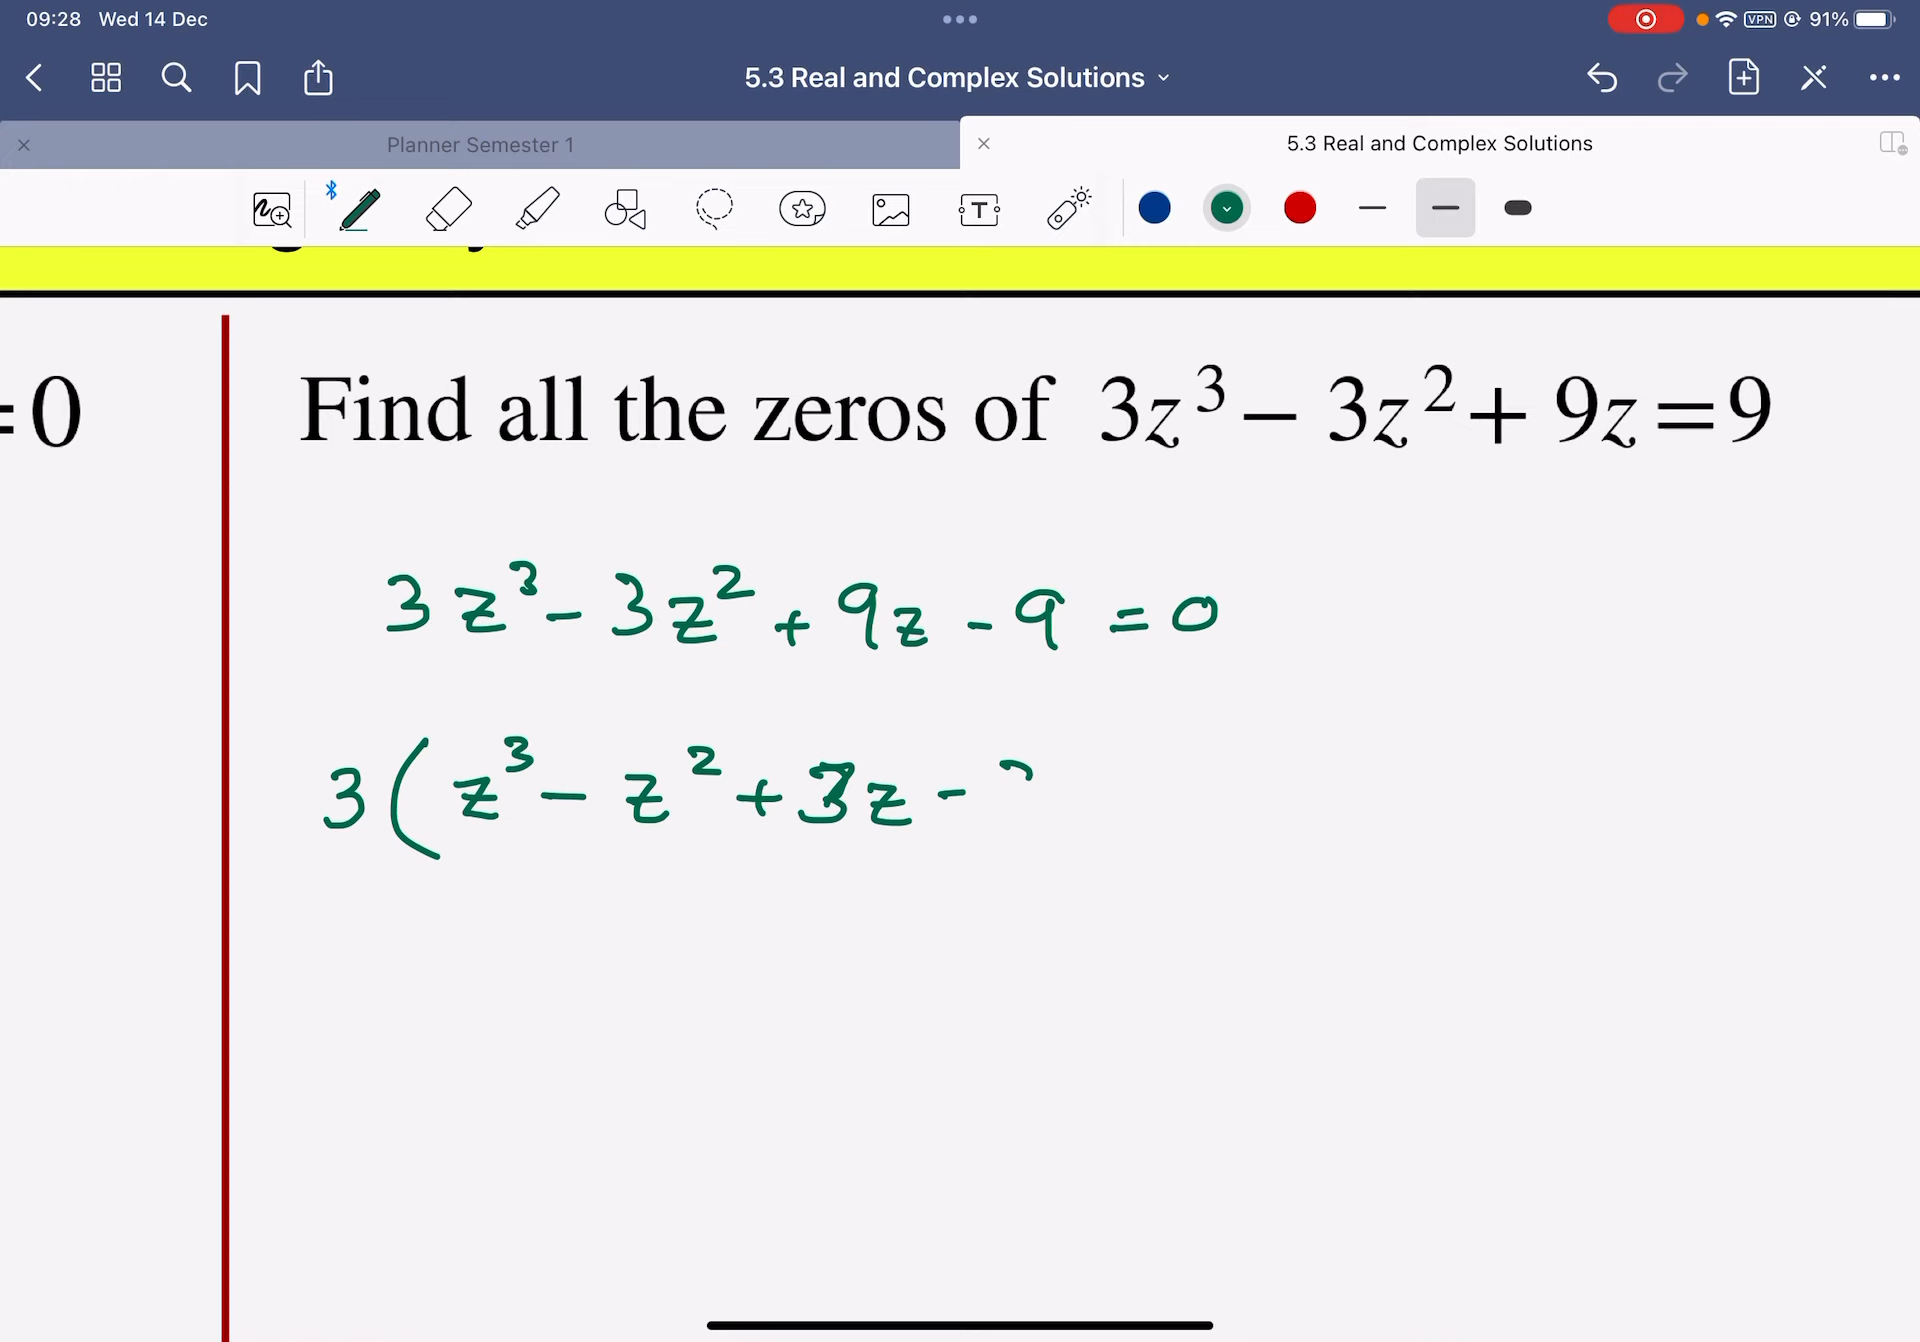 09:28 Wed 14 Dec
VPN 91%
5.3 Real and Complex Solutions
Planner Semester 1
5.3 Real and Complex Solutions
T
=0
Find all the zeros of 3z³ − 3z² + 9z = 9
3z³ - 3z² + 9z - 9 = 0
3(z³ - z² + 3z -